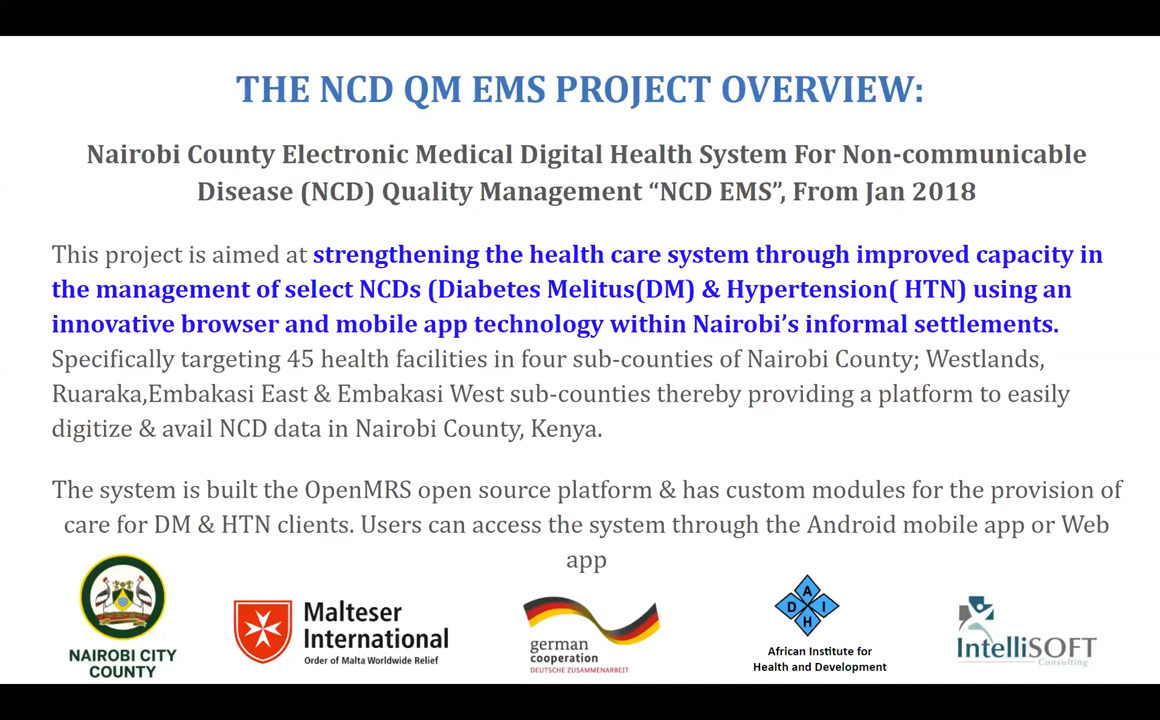 THE NCD QM EMS PROJECT OVERVIEW:
Nairobi County Electronic Medical Digital Health System For Non-communicable
Disease (NCD) Quality Management “NCD EMS”, From Jan 2018
This project is aimed at strengthening the health care system through improved capacity in
the management of select NCDs (Diabetes Melitus(DM) & Hypertension( HTN) using an
innovative browser and mobile app technology within Nairobi’s informal settlements.
Specifically targeting 45 health facilities in four sub-counties of Nairobi County; Westlands,
Ruaraka,Embakasi East & Embakasi West sub-counties thereby providing a platform to easily
digitize & avail NCD data in Nairobi County, Kenya.
The system is built the OpenMRS open source platform & has custom modules for the provision of
care for DM & HTN clients. Users can access the system through the Android mobile app or Web
app
NAIROBI CITY
COUNTY
Malteser
International
Order of Malta Worldwide Relief
german
cooperation
DEUTSCHE ZUSAMMENARBEIT
A
D I
H
African Institute for
Health and Development
IntelliSOFT
Consulting